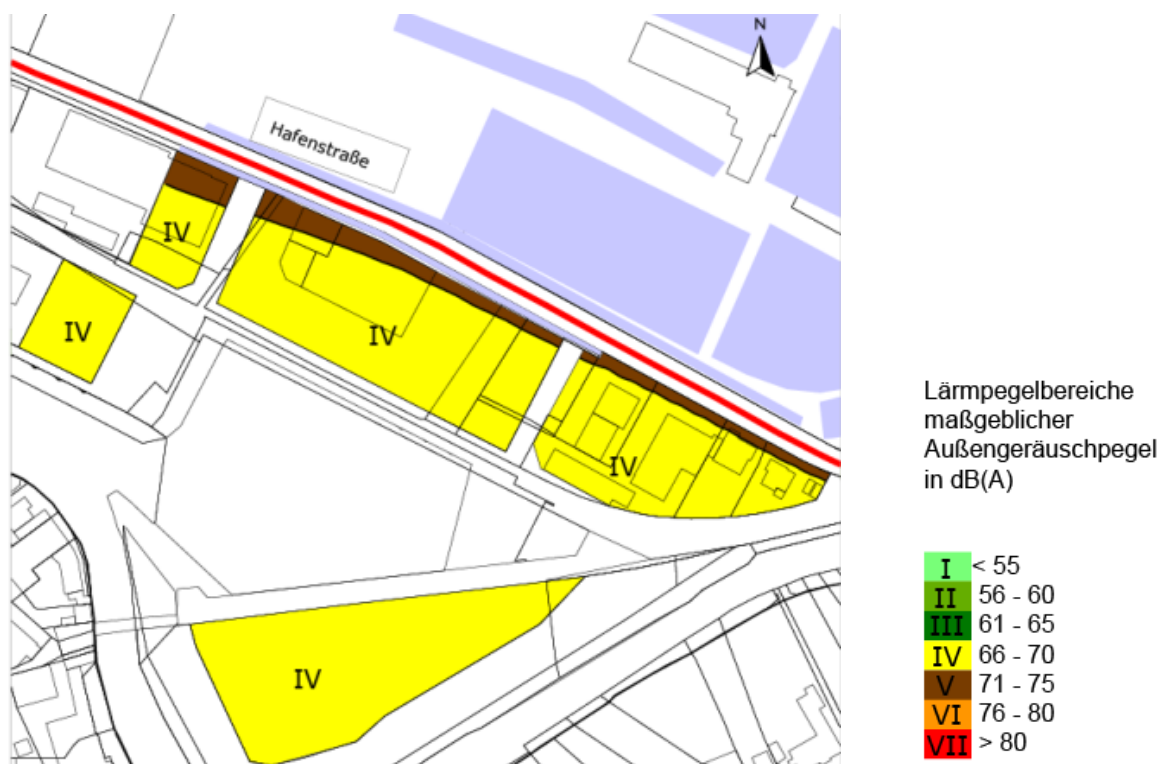 N
Hafenstraße
IV
IV
IV
IV
IV
Lärmpegelbereiche
maßgeblicher
Außengeräuschpegel
in dB(A)
I < 55
II 56 - 60
III 61 - 65
IV 66 - 70
V 71 - 75
VI 76 - 80
VII > 80